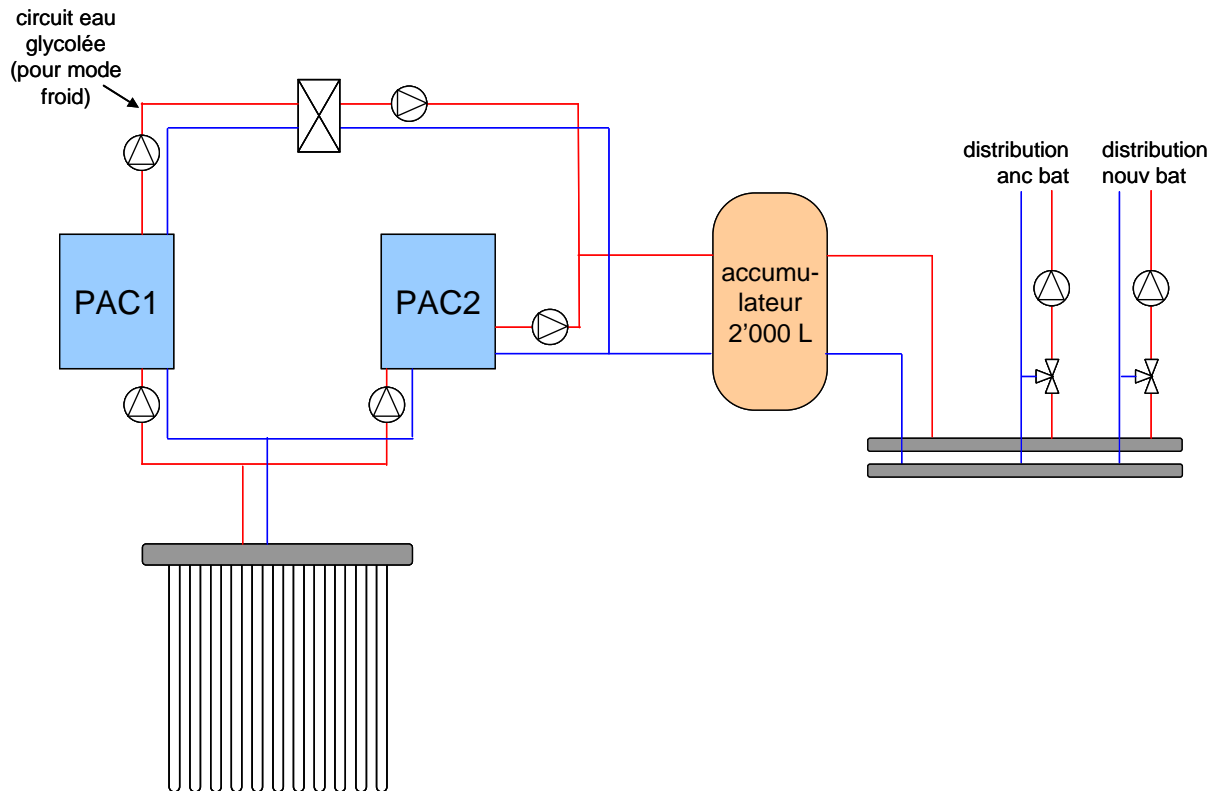 circuit eau
glycolée
(pour mode
froid)
distribution
anc bat
distribution
nouv bat
PAC1
PAC2
accumu-
lateur
2’000 L